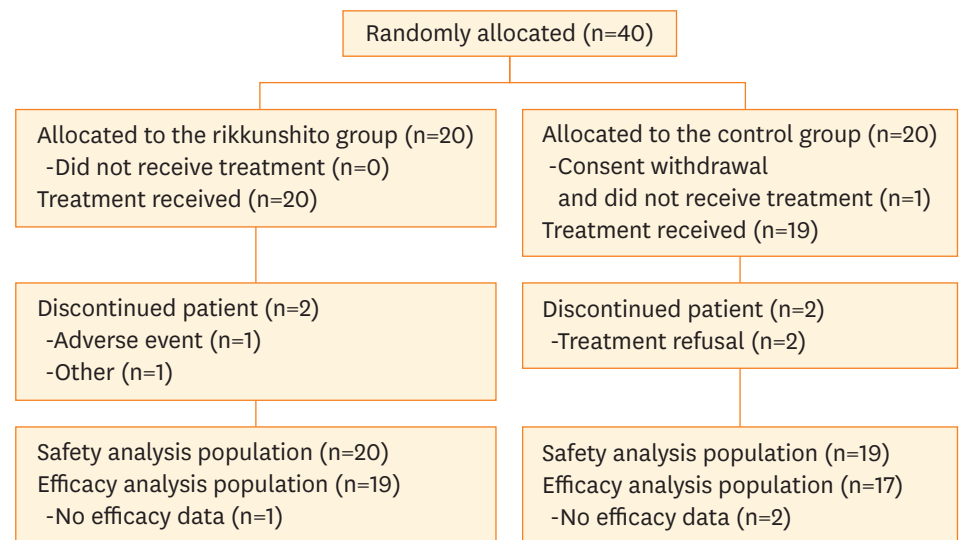 Randomly allocated (n=40)
Allocated to the rikkunshito group (n=20)
-Did not receive treatment (n=0)
Treatment received (n=20)
Allocated to the control group (n=20)
-Consent withdrawal
and did not receive treatment (n=1)
Treatment received (n=19)
Discontinued patient (n=2)
-Adverse event (n=1)
-Other (n=1)
Discontinued patient (n=2)
-Treatment refusal (n=2)
Safety analysis population (n=20)
Efficacy analysis population (n=19)
-No efficacy data (n=1)
Safety analysis population (n=19)
Efficacy analysis population (n=17)
-No efficacy data (n=2)